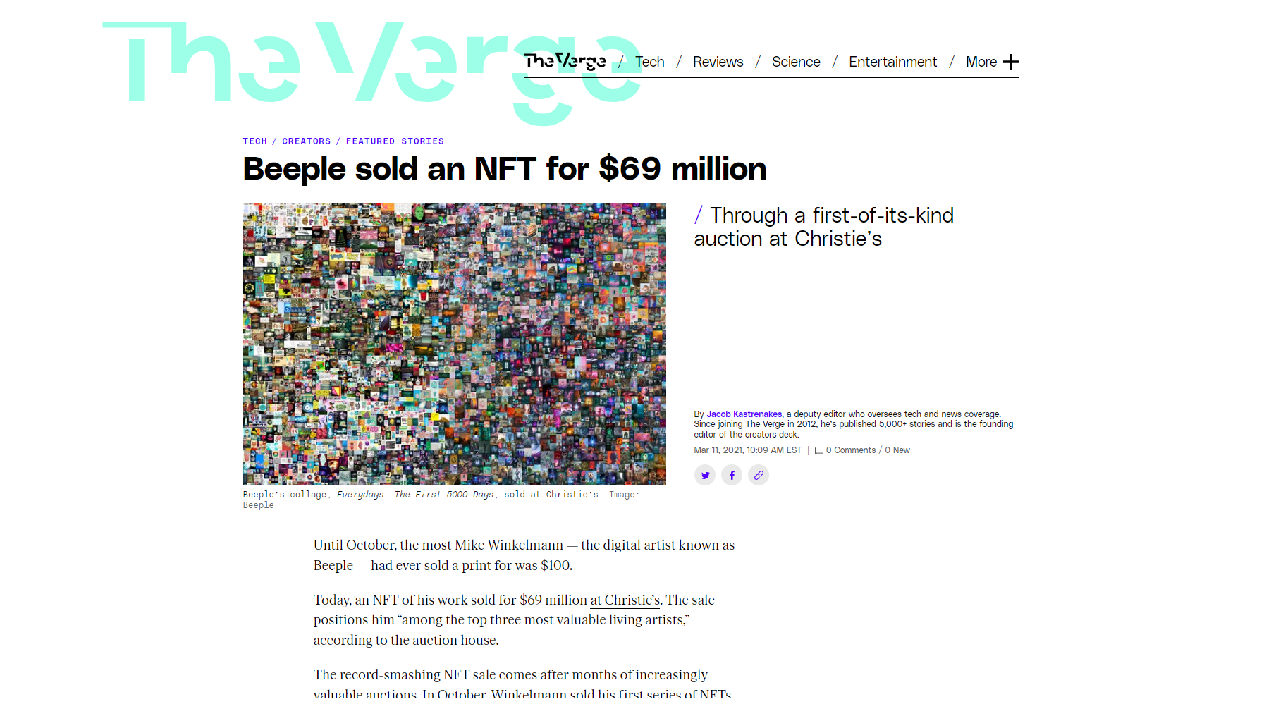 The Verge
The Verge / Tech / Reviews / Science / Entertainment / More +
TECH / CREATORS / FEATURED STORIES
Beeple sold an NFT for $69 million
/ Through a first-of-its-kind
auction at Christie's
By Jacob Kastrenakes, a deputy editor who oversees tech and news coverage.
Since joining The Verge in 2012, he's published 5,000+ stories and is the founding
editor of the creators desk.
Mar 11, 2021, 10:09 AM EST | 0 Comments / 0 New
Beeple's collage, Everydays: The First 5000 Days, sold at Christie's. Image:
Beeple
Until October, the most Mike Winkelmann — the digital artist known as
Beeple — had ever sold a print for was $100.
Today, an NFT of his work sold for $69 million at Christie's. The sale
positions him “among the top three most valuable living artists,”
according to the auction house.
The record-smashing NFT sale comes after months of increasingly
valuable auctions. In October, Winkelmann sold his first series of NFTs,